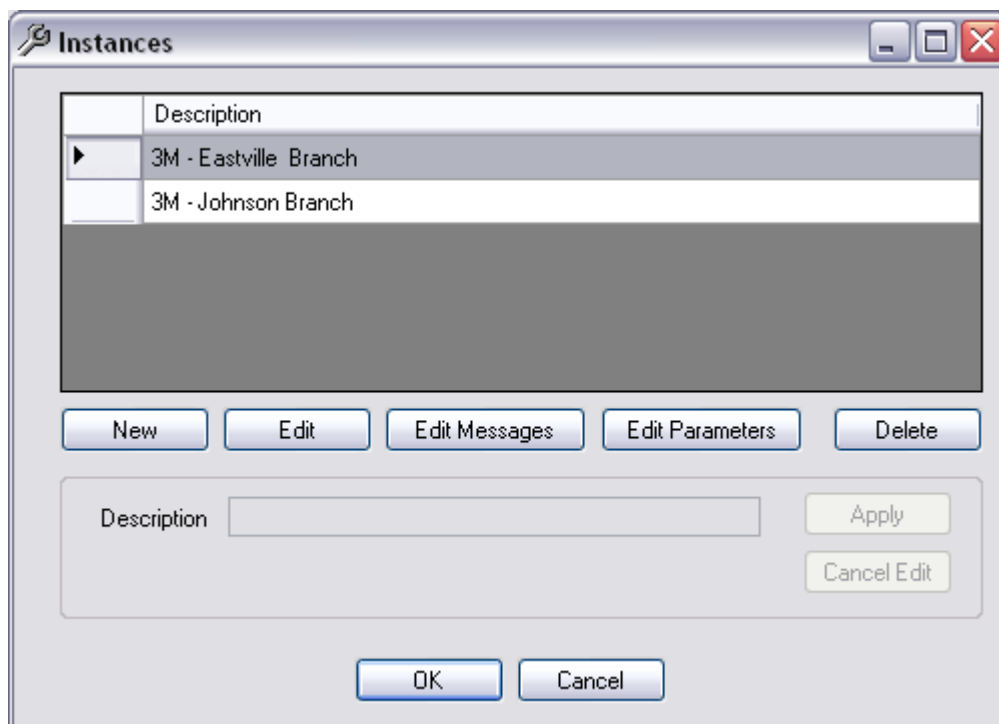 Instances
Description
3M - Eastville  Branch
3M - Johnson Branch
New Edit Edit Messages Edit Parameters Delete
Description Apply
Cancel Edit
OK Cancel